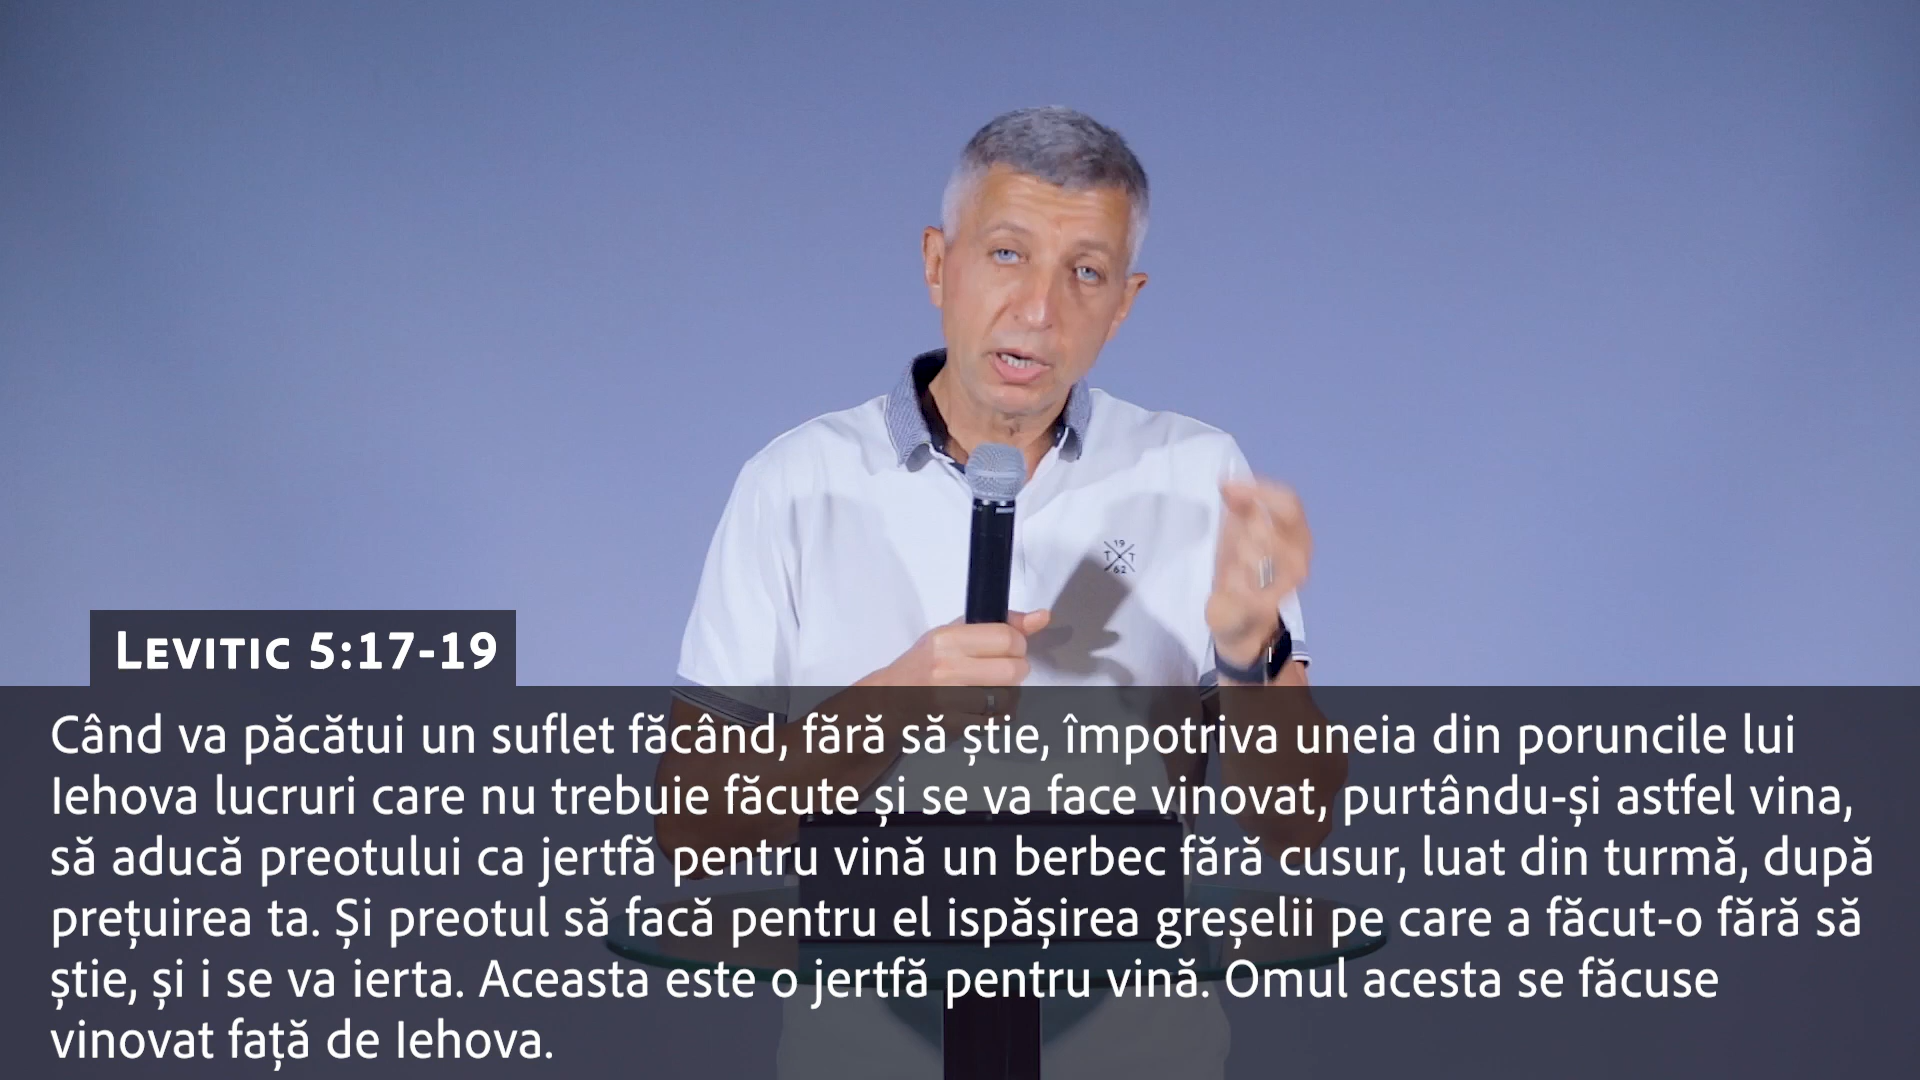 19
T T
62
LEVITIC 5:17-19
Când va păcătui un suflet făcând, fără să știe, împotriva uneia din poruncile lui
Iehova lucruri care nu trebuie făcute și se va face vinovat, purtându-și astfel vina,
să aducă preotului ca jertfă pentru vină un berbec fără cusur, luat din turmă, după
prețuirea ta. Și preotul să facă pentru el ispășirea greșelii pe care a făcut-o fără să
știe, și i se va ierta. Aceasta este o jertfă pentru vină. Omul acesta se făcuse
vinovat față de Iehova.